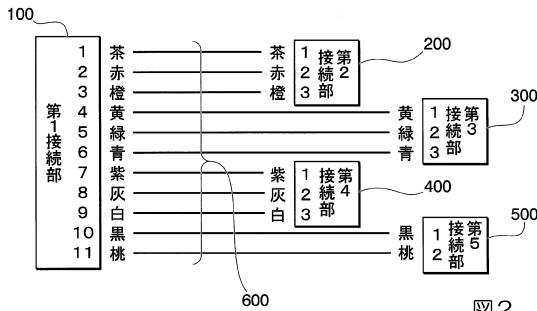 100
第1接続部
1 茶 茶 1
2 赤 赤 2
3 橙 橙 3
第2接続部
200
4 黄 黄 1
5 緑 緑 2
6 青 青 3
第3接続部
300
7 紫 紫 1
8 灰 灰 2
9 白 白 3
第4接続部
400
10 黒 黒 1
11 桃 桃 2
第5接続部
500
600
図2